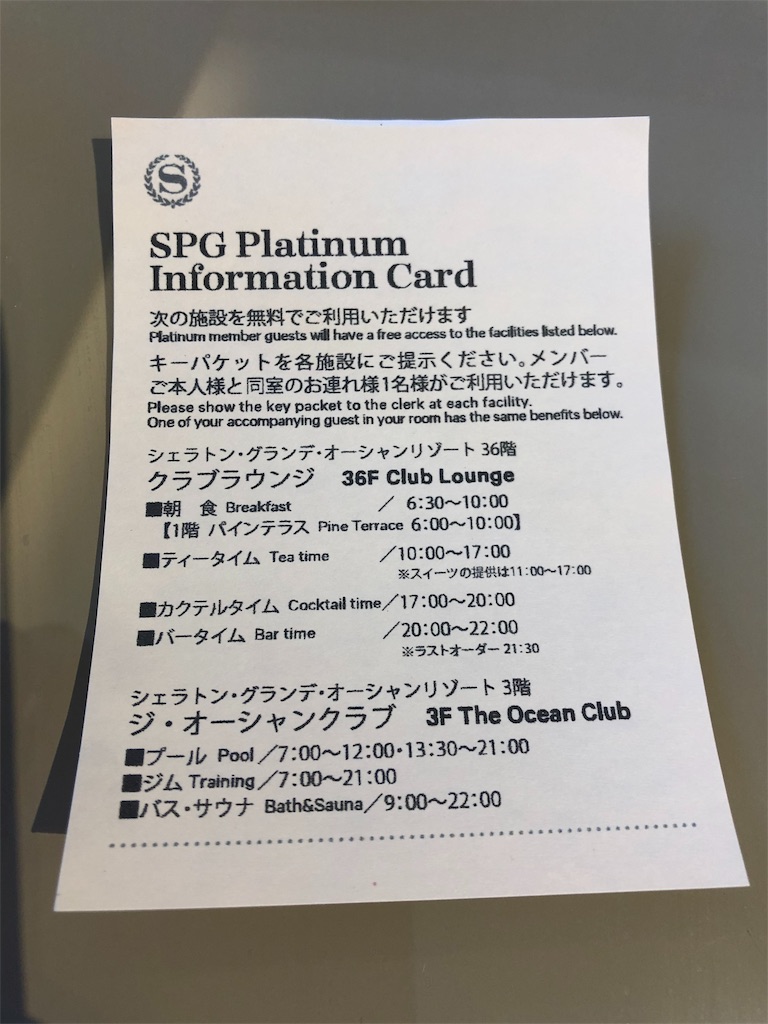 S
SPG Platinum
Information Card
次の施設を無料でご利用いただけます
Platinum member guests will have a free access to the facilities listed below.
キーパケットを各施設にご提示ください。メンバー
ご本人様と同室のお連れ様1名様がご利用いただけます。
Please show the key packet to the clerk at each facility.
One of your accompanying guest in your room has the same benefits below.
シェラトン・グランデ・オーシャンリゾート 36階
クラブラウンジ 36F Club Lounge
■朝 食 Breakfast ／ 6:30～10:00
【1階 パインテラス Pine Terrace 6:00～10:00】
■ティータイム Tea time ／10:00～17:00
※スイーツの提供は11:00～17:00
■カクテルタイム Cocktail time／17:00～20:00
■バータイム Bar time ／20:00～22:00
※ラストオーダー 21:30
シェラトン・グランデ・オーシャンリゾート 3階
ジ・オーシャンクラブ 3F The Ocean Club
■プール Pool／7:00～12:00・13:30～21:00
■ジム Training／7:00～21:00
■バス・サウナ Bath&Sauna／9:00～22:00